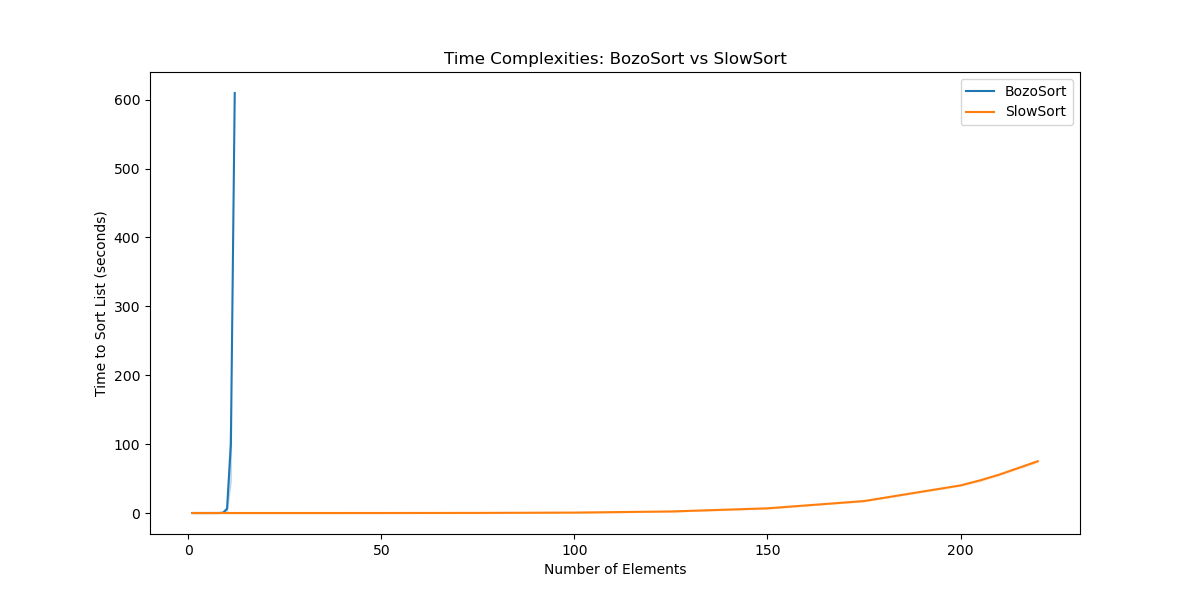 Time Complexities: BozoSort vs SlowSort
BozoSort
SlowSort
Time to Sort List (seconds)
600
500
400
300
200
100
0
0
50
100
150
200
Number of Elements